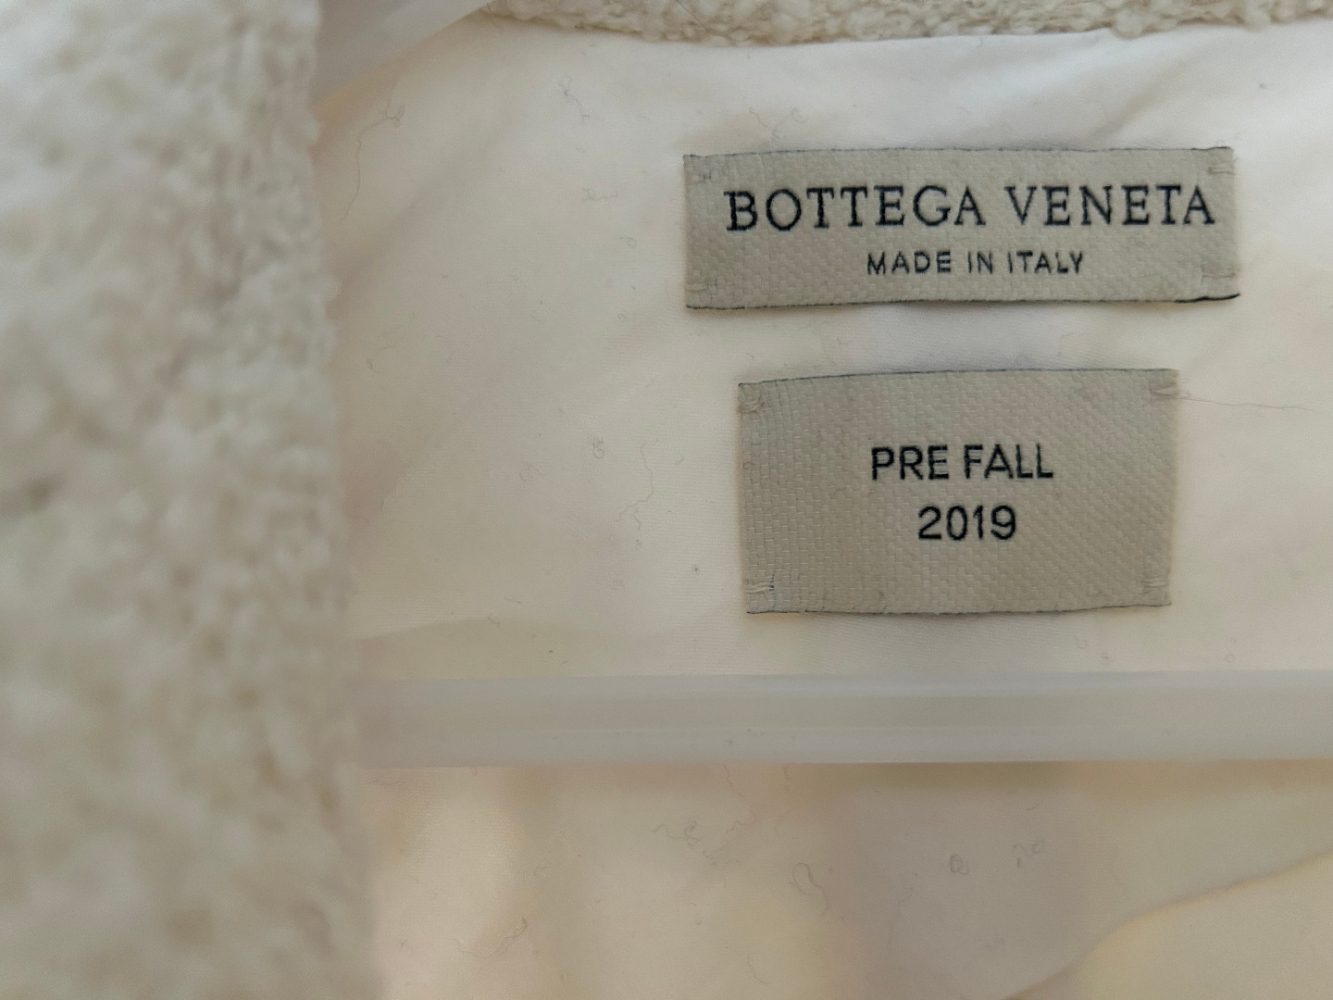 BOTTEGA VENETA
MADE IN ITALY
PRE FALL
2019